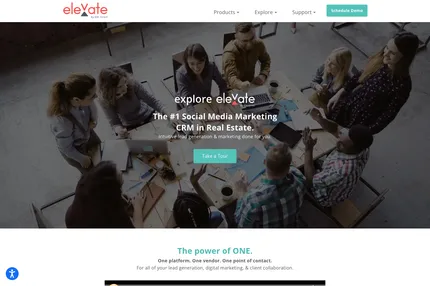 elevate
Products
Explore
Support
Schedule Demo
explore elevate
The #1 Social Media Marketing
CRM in Real Estate.
Intuitive lead generation & marketing done for you.
Take a Tour
The power of ONE.
One platform. One vendor. One point of contact.
For all of your lead generation, digital marketing, & client collaboration.